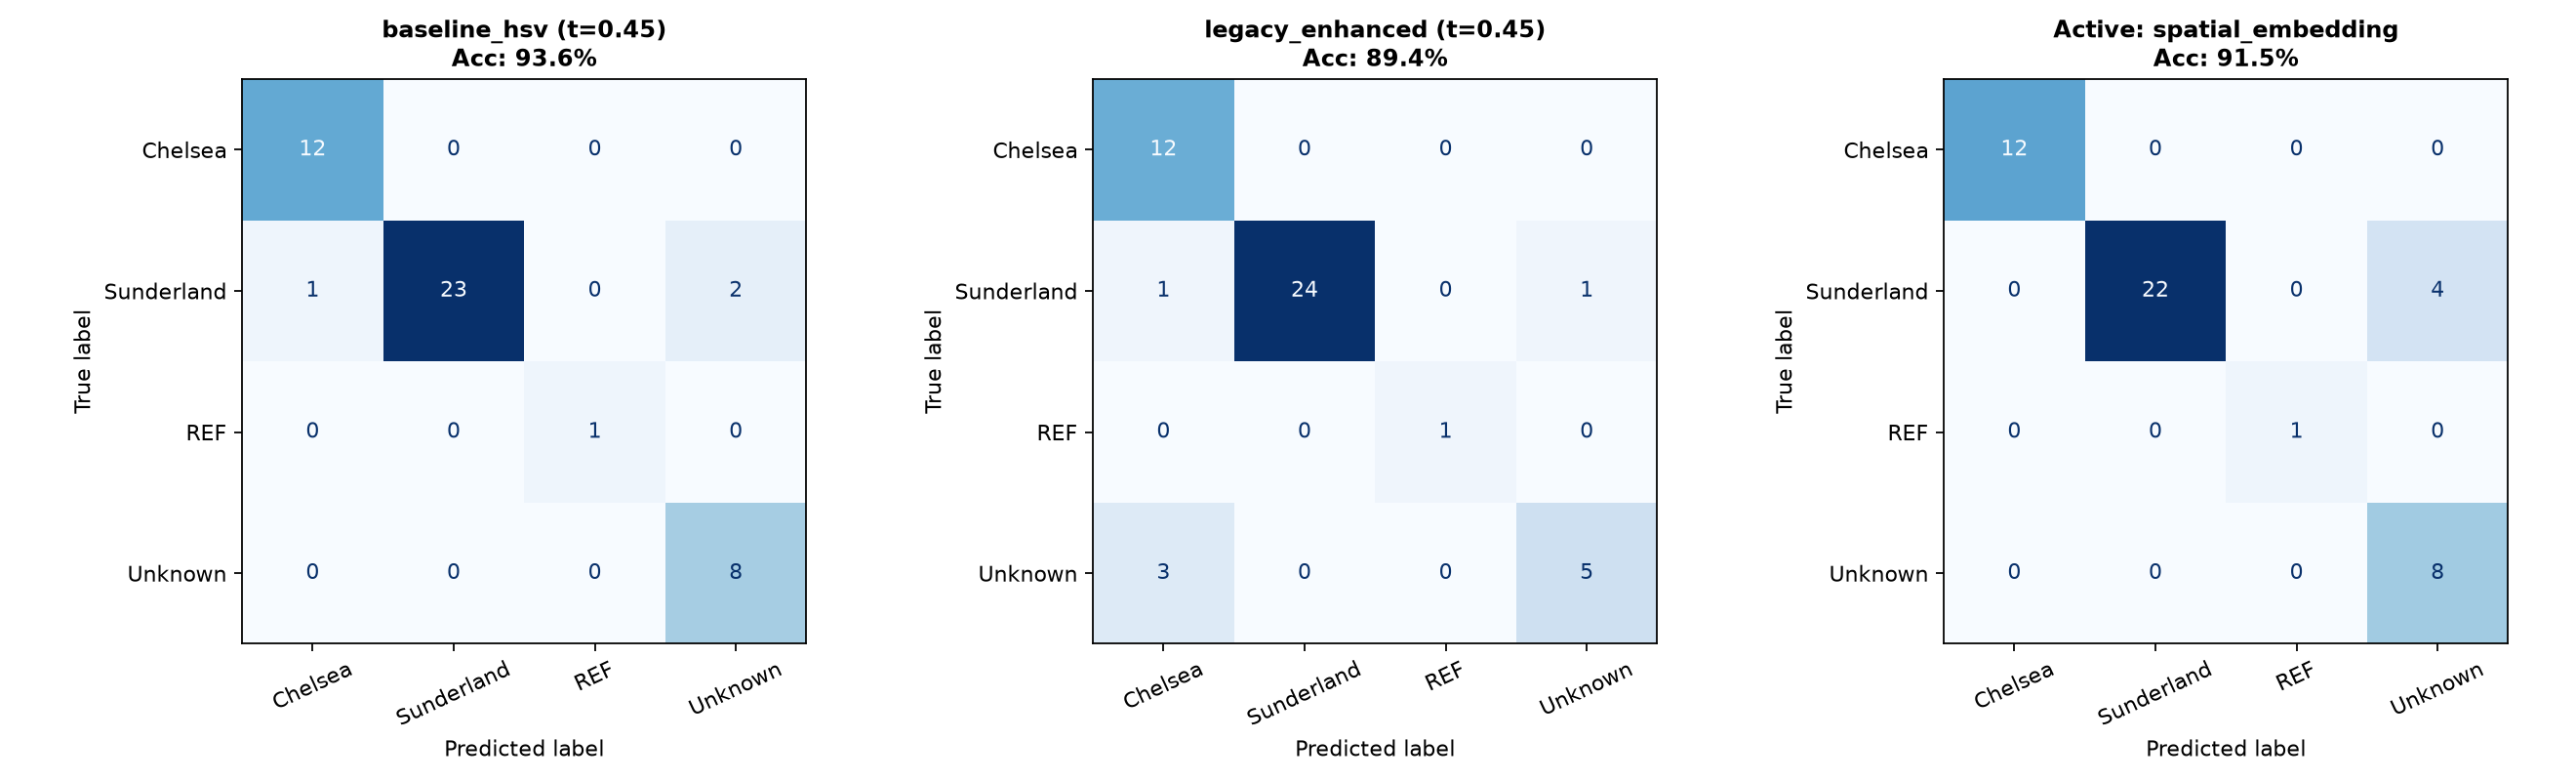 baseline_hsv (t=0.45)
Acc: 93.6%
True label
Chelsea
Sunderland
REF
Unknown
12 0 0 0
1 23 0 2
0 0 1 0
0 0 0 8
Chelsea Sunderland REF Unknown
Predicted label
legacy_enhanced (t=0.45)
Acc: 89.4%
True label
Chelsea
Sunderland
REF
Unknown
12 0 0 0
1 24 0 1
0 0 1 0
3 0 0 5
Chelsea Sunderland REF Unknown
Predicted label
Active: spatial_embedding
Acc: 91.5%
True label
Chelsea
Sunderland
REF
Unknown
12 0 0 0
0 22 0 4
0 0 1 0
0 0 0 8
Chelsea Sunderland REF Unknown
Predicted label